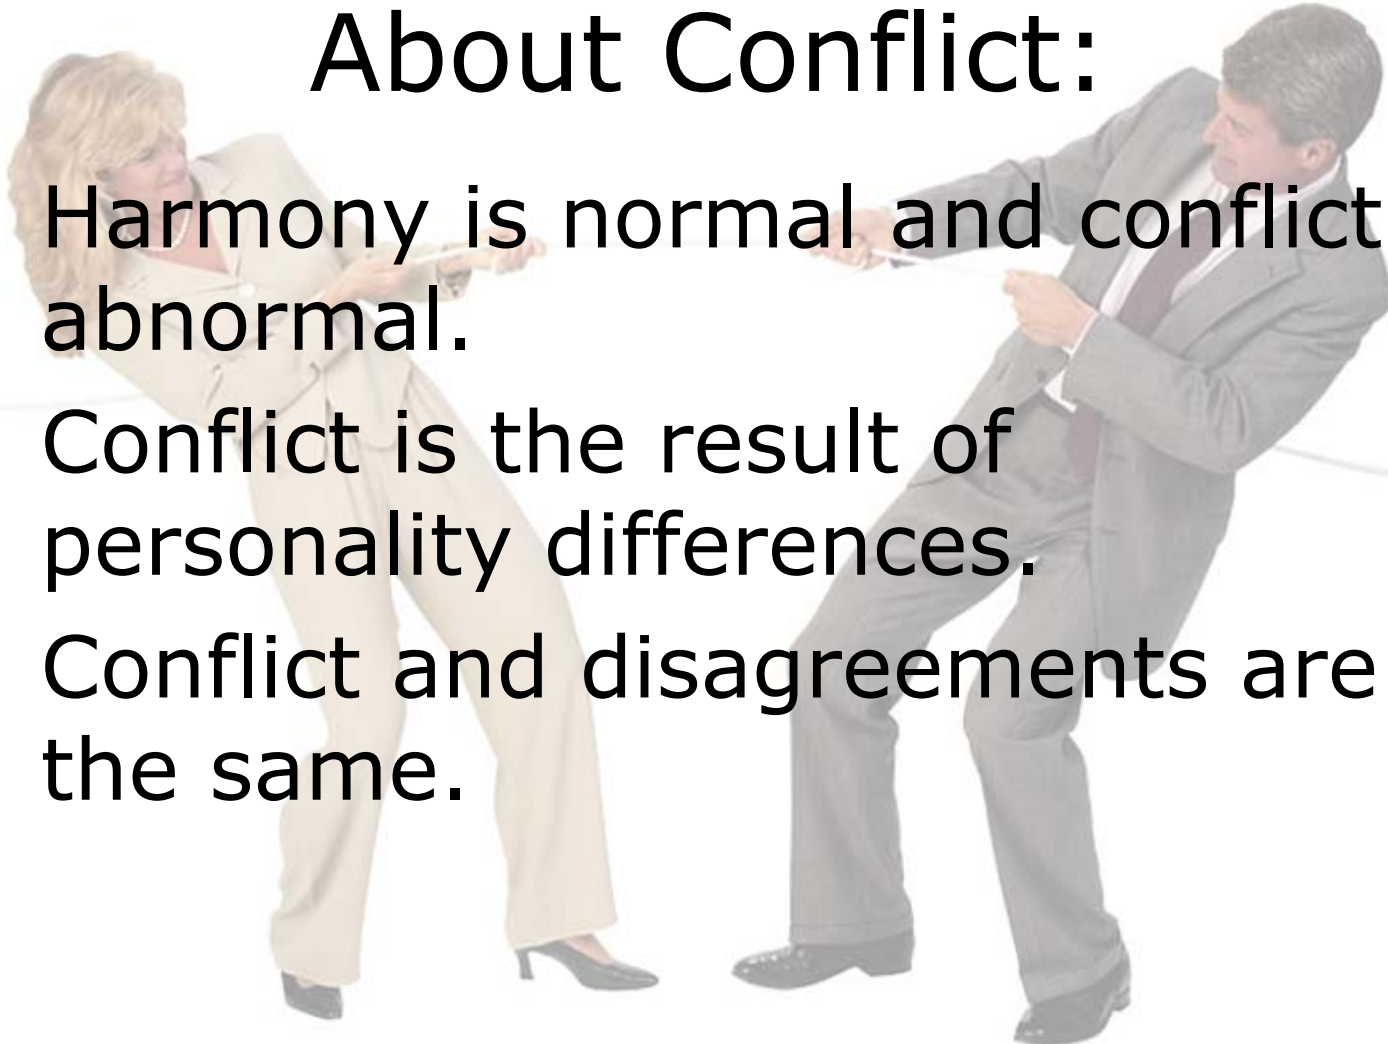 About Conflict:
Harmony is normal and conflict
abnormal.
Conflict is the result of
personality differences.
Conflict and disagreements are
the same.